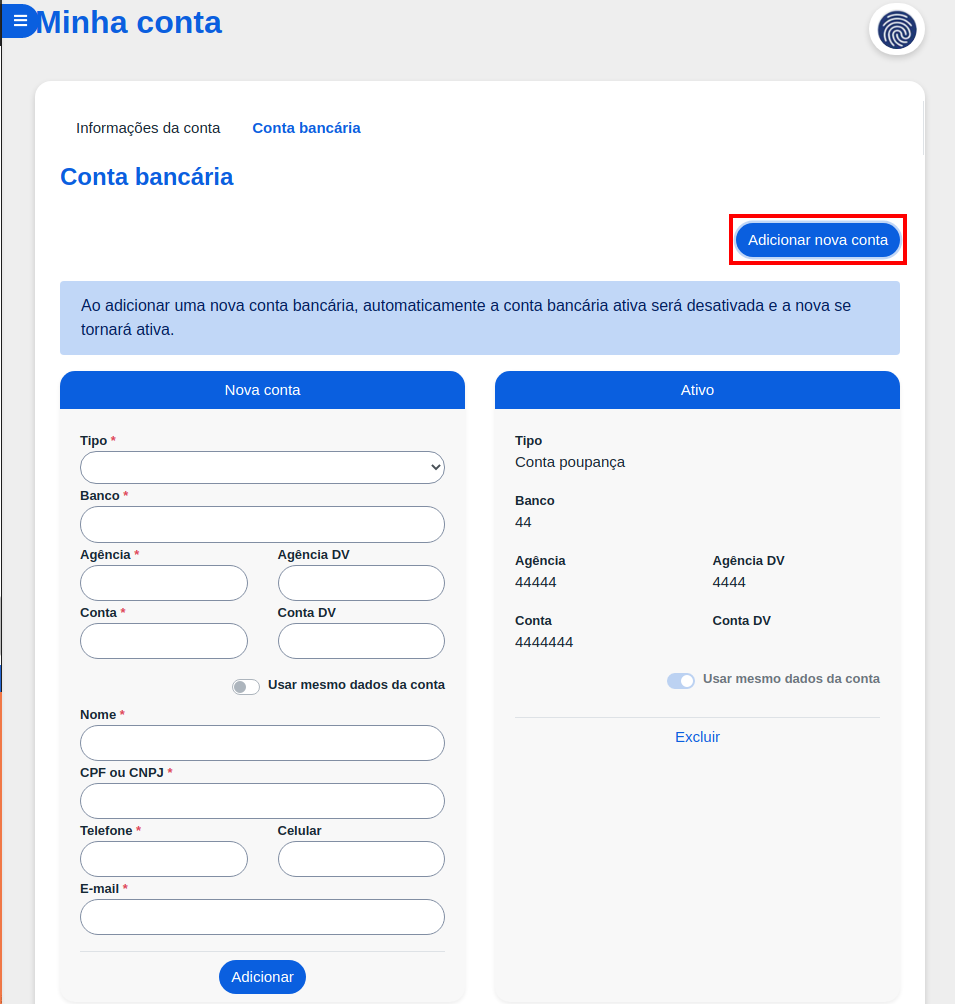 Minha conta
Informações da conta
Conta bancária
Conta bancária
Adicionar nova conta
Ao adicionar uma nova conta bancária, automaticamente a conta bancária ativa será desativada e a nova se
tornará ativa.
Nova conta
Tipo *
Banco *
Agência * Agência DV
Conta * Conta DV
Usar mesmo dados da conta
Nome *
CPF ou CNPJ *
Telefone * Celular
E-mail *
Adicionar
Ativo
Tipo
Conta poupança
Banco
44
Agência Agência DV
44444 4444
Conta Conta DV
4444444
Usar mesmo dados da conta
Excluir